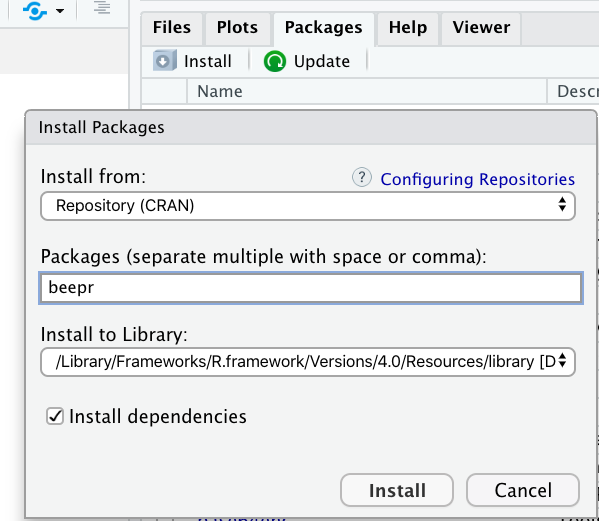 Files Plots Packages Help Viewer
Install Update
Name
Install Packages
Install from:
? Configuring Repositories
Repository (CRAN)
Packages (separate multiple with space or comma):
beepr
Install to Library:
/Library/Frameworks/R.framework/Versions/4.0/Resources/library [D
Install dependencies
Install Cancel